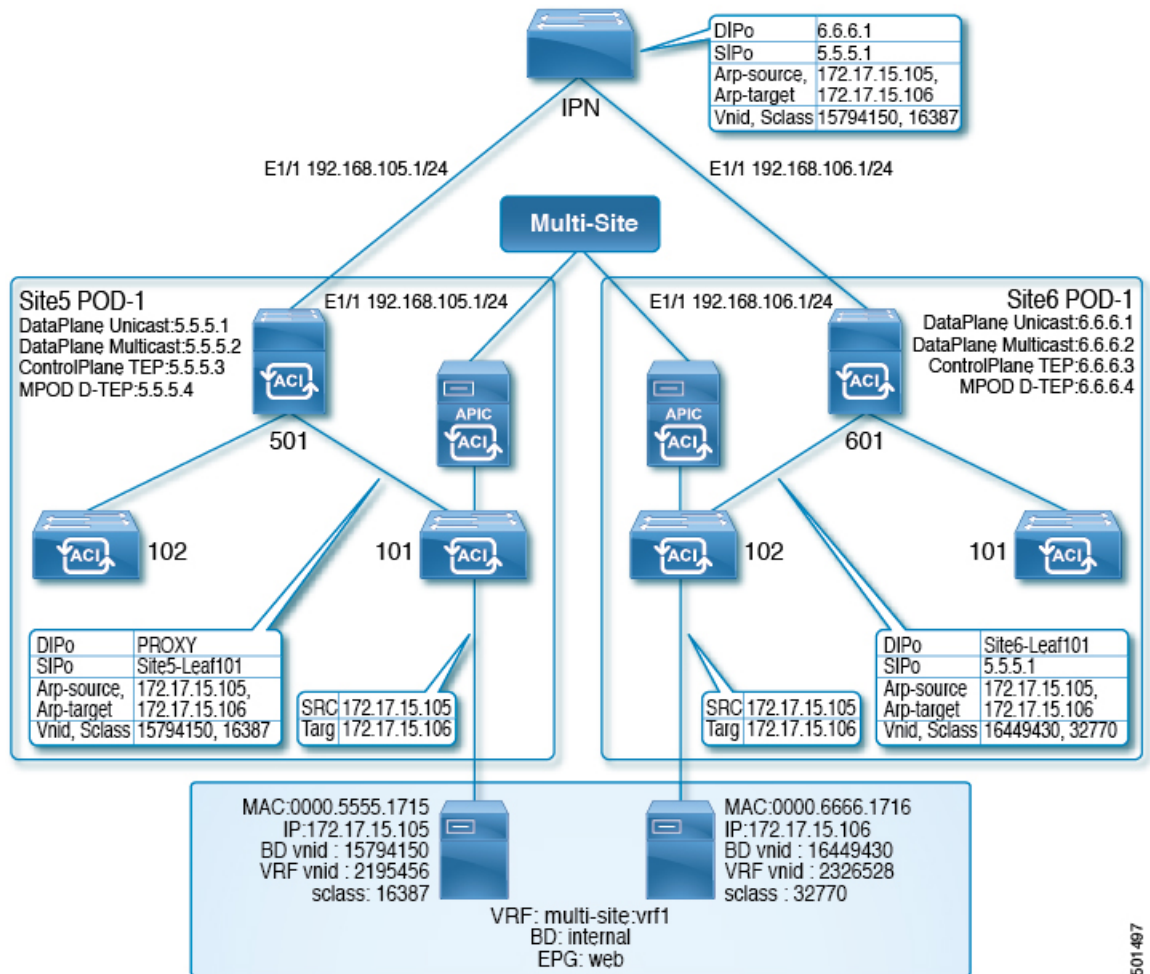 DIPo 6.6.6.1
SIPo 5.5.5.1
Arp-source, 172.17.15.105,
Arp-target 172.17.15.106
Vnid, Sclass 15794150, 16387
IPN
E1/1 192.168.105.1/24
E1/1 192.168.106.1/24
Multi-Site
Site5 POD-1
DataPlane Unicast:5.5.5.1
DataPlane Multicast:5.5.5.2
ControlPlane TEP:5.5.5.3
MPOD D-TEP:5.5.5.4
E1/1 192.168.105.1/24
ACI
501
APIC
ACI
ACI
102
101
ACI
DIPo PROXY
SIPo Site5-Leaf101
Arp-source, 172.17.15.105,
Arp-target 172.17.15.106
Vnid, Sclass 15794150, 16387
SRC 172.17.15.105
Targ 172.17.15.106
E1/1 192.168.106.1/24
Site6 POD-1
DataPlane Unicast:6.6.6.1
DataPlane Multicast:6.6.6.2
ControlPlane TEP:6.6.6.3
MPOD D-TEP:6.6.6.4
APIC
ACI
ACI
601
ACI
102
101
ACI
SRC 172.17.15.105
Targ 172.17.15.106
DIPo Site6-Leaf101
SIPo 5.5.5.1
Arp-source 172.17.15.105,
Arp-target 172.17.15.106
Vnid, Sclass 16449430, 32770
MAC:0000.5555.1715
IP:172.17.15.105
BD vnid : 15794150
VRF vnid : 2195456
sclass: 16387
MAC:0000.6666.1716
IP:172.17.15.106
BD vnid : 16449430
VRF vnid : 2326528
sclass : 32770
VRF: multi-site:vrf1
BD: internal
EPG: web
501497